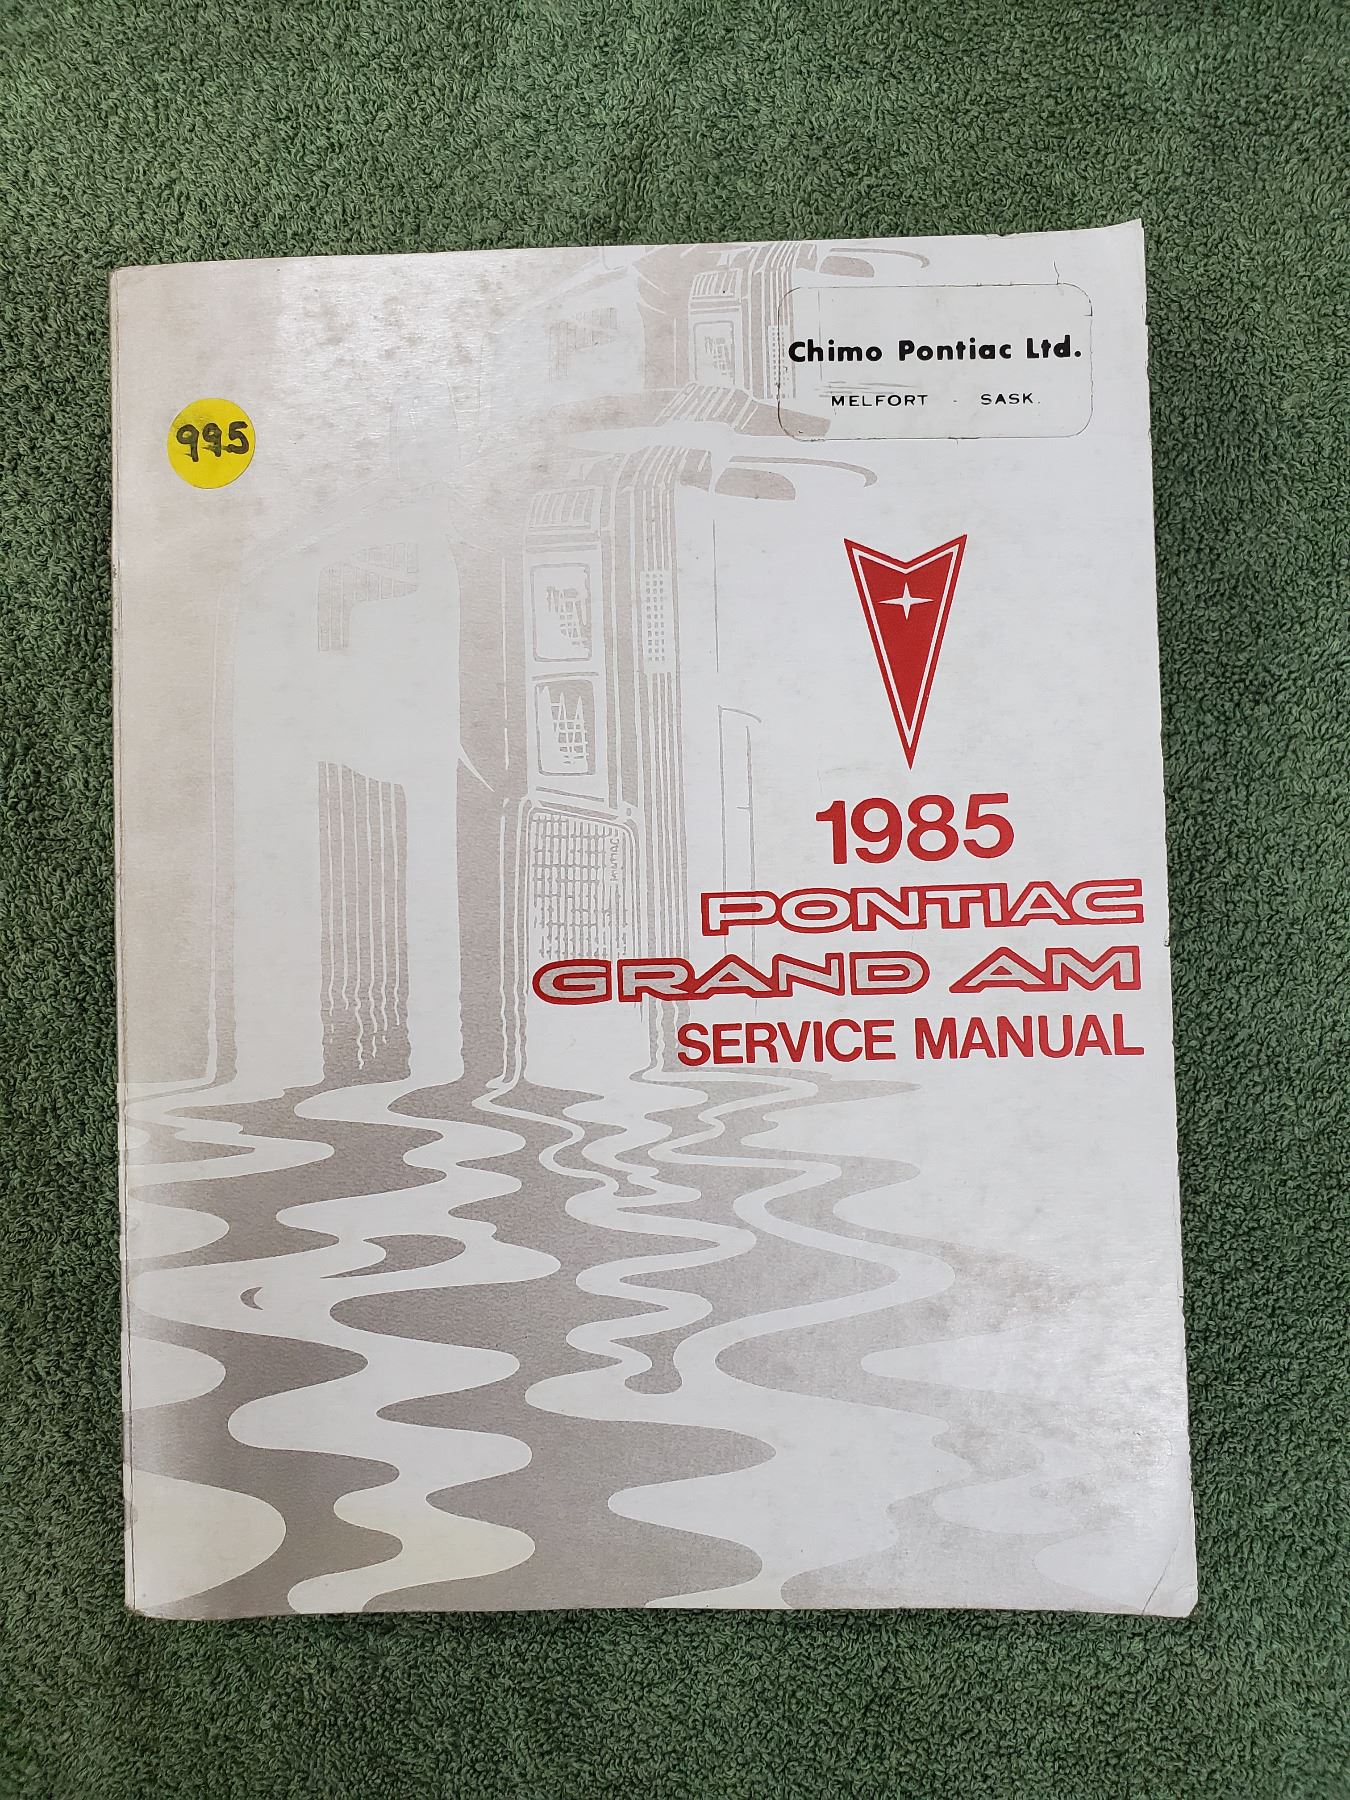 Chimo Pontiac Ltd.
MELFORT - SASK.
995
1985
PONTIAC
GRAND AM
SERVICE MANUAL